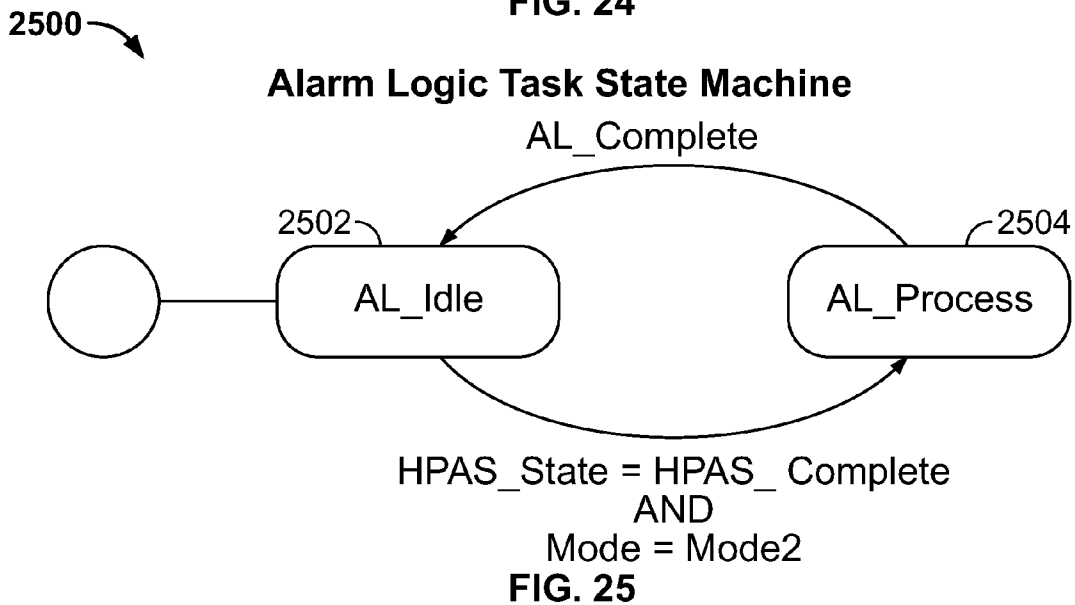 FIG. 24
2500
Alarm Logic Task State Machine
AL_Complete
2502
2504
AL_Idle
AL_Process
HPAS_State = HPAS_ Complete
AND
Mode = Mode2
FIG. 25